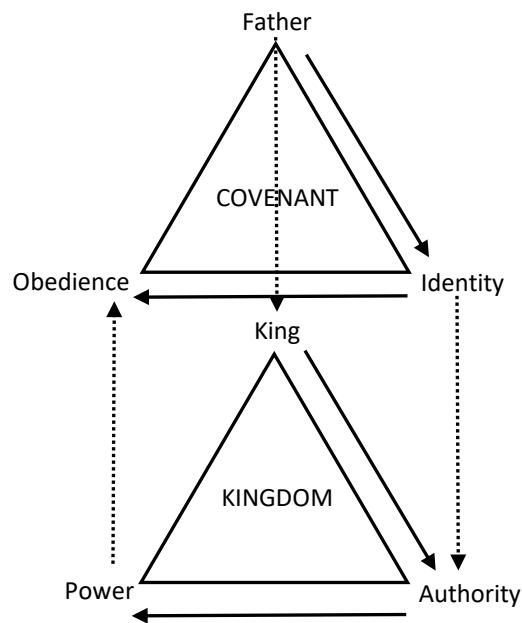 Father
COVENANT
Obedience
Identity
King
KINGDOM
Power
Authority